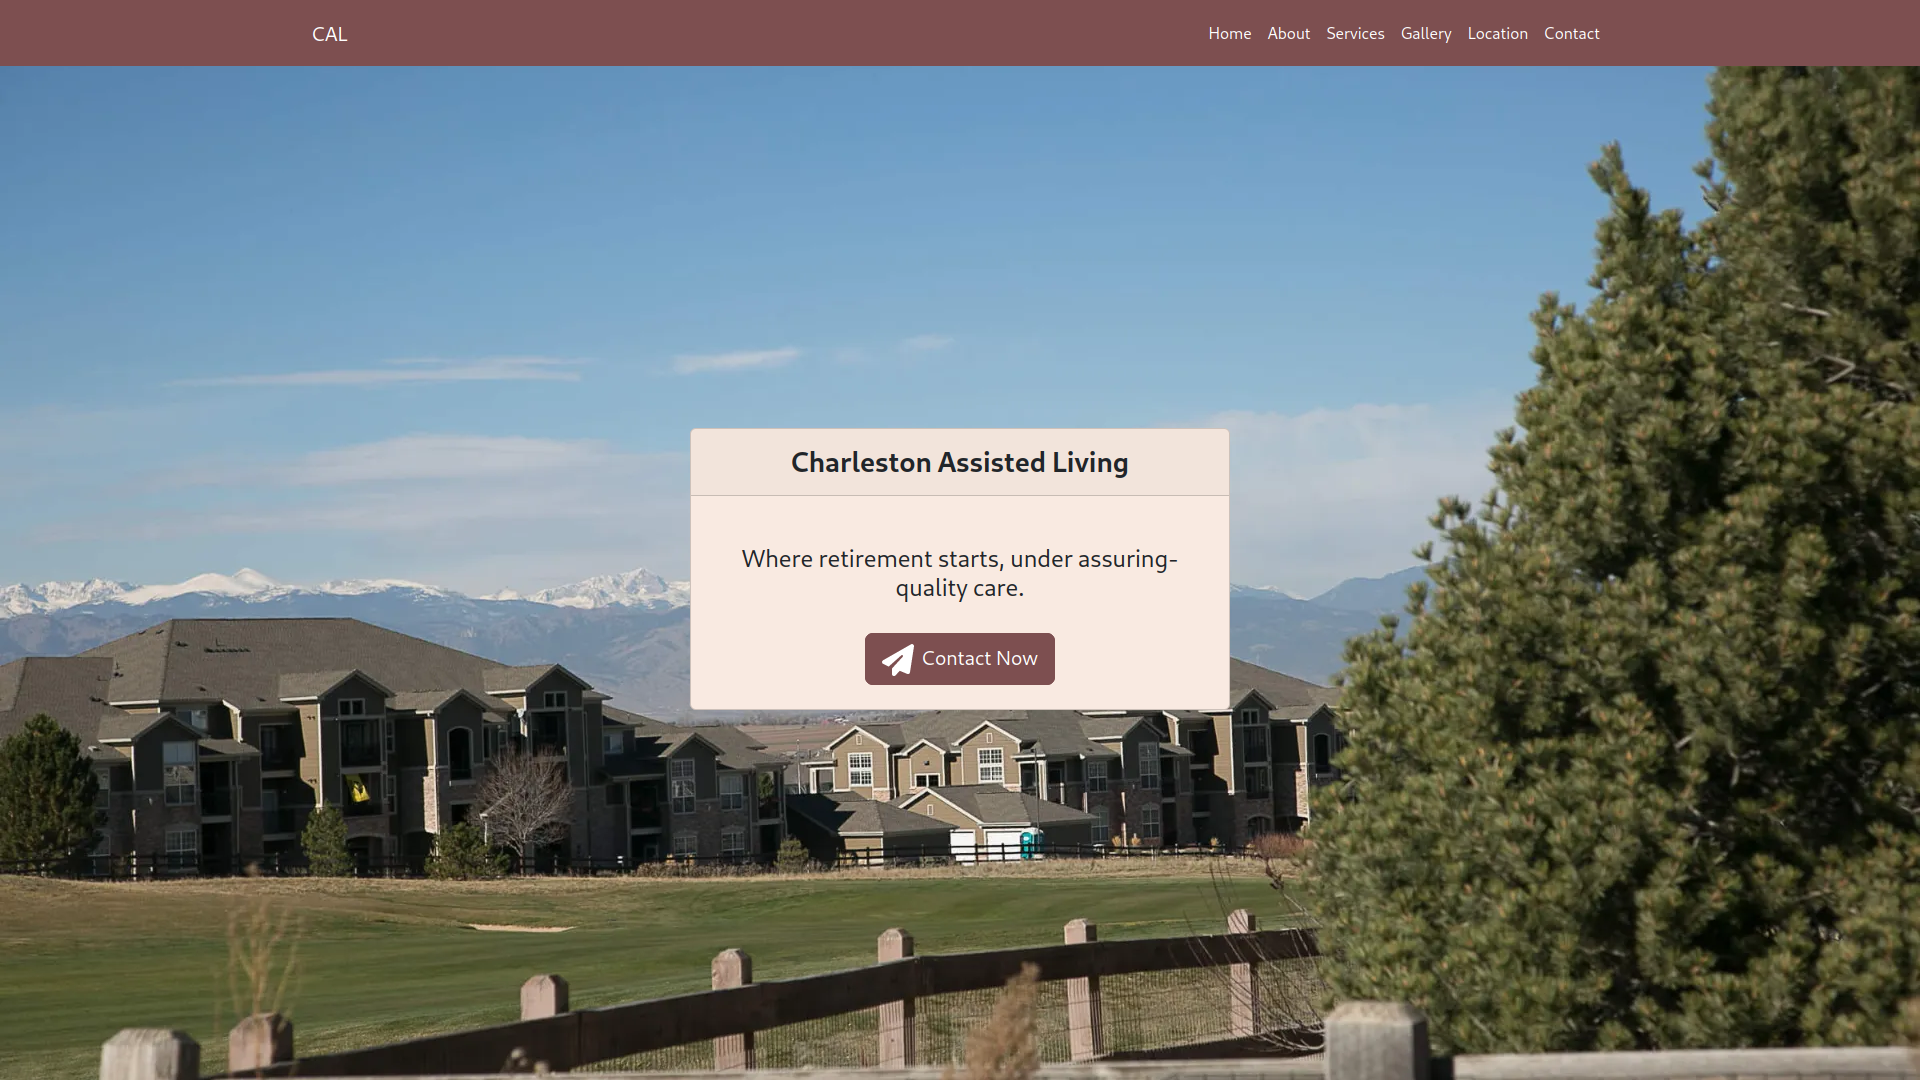 CAL
Home About Services Gallery Location Contact
Charleston Assisted Living
Where retirement starts, under assuring-
quality care.
Contact Now